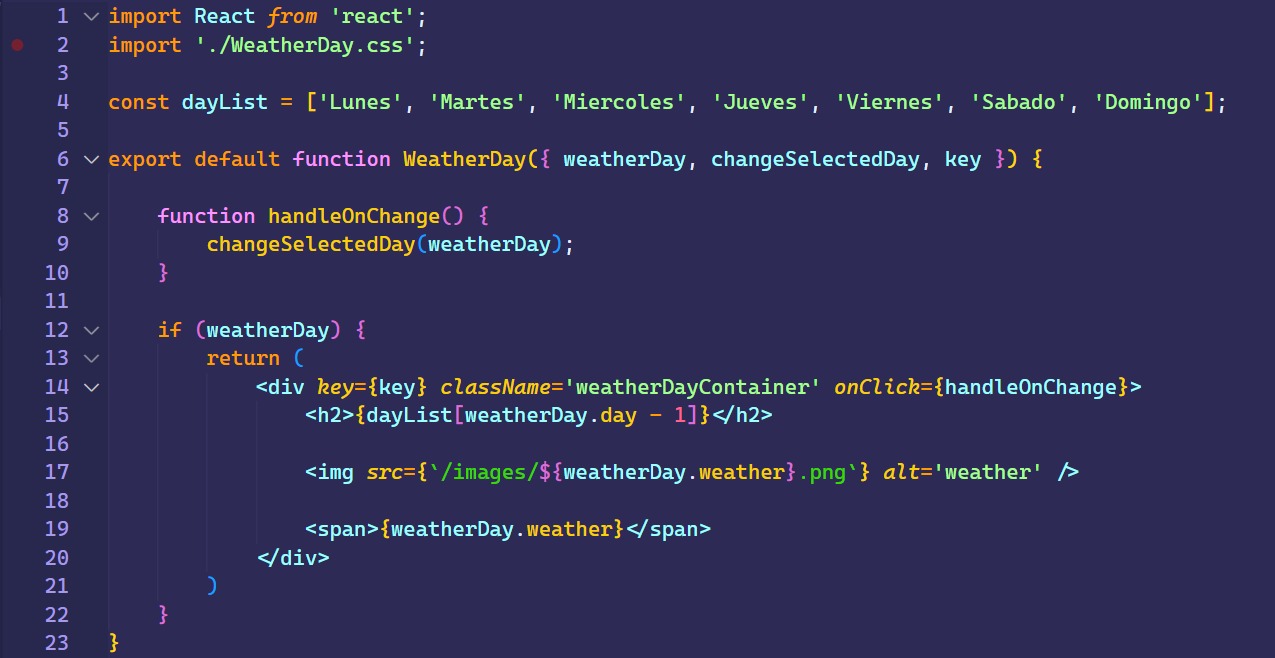 1 import React from 'react';
2 import './WeatherDay.css';
3
4 const dayList = ['Lunes', 'Martes', 'Miercoles', 'Jueves', 'Viernes', 'Sabado', 'Domingo'];
5
6 export default function WeatherDay({ weatherDay, changeSelectedDay, key }) {
7
8     function handleOnChange() {
9         changeSelectedDay(weatherDay);
10     }
11
12     if (weatherDay) {
13         return (
14             <div key={key} className='weatherDayContainer' onClick={handleOnChange}>
15                 <h2>{dayList[weatherDay.day - 1]}</h2>
16
17                 <img src={`/images/${weatherDay.weather}.png`} alt='weather' />
18
19                 <span>{weatherDay.weather}</span>
20             </div>
21         )
22     }
23 }